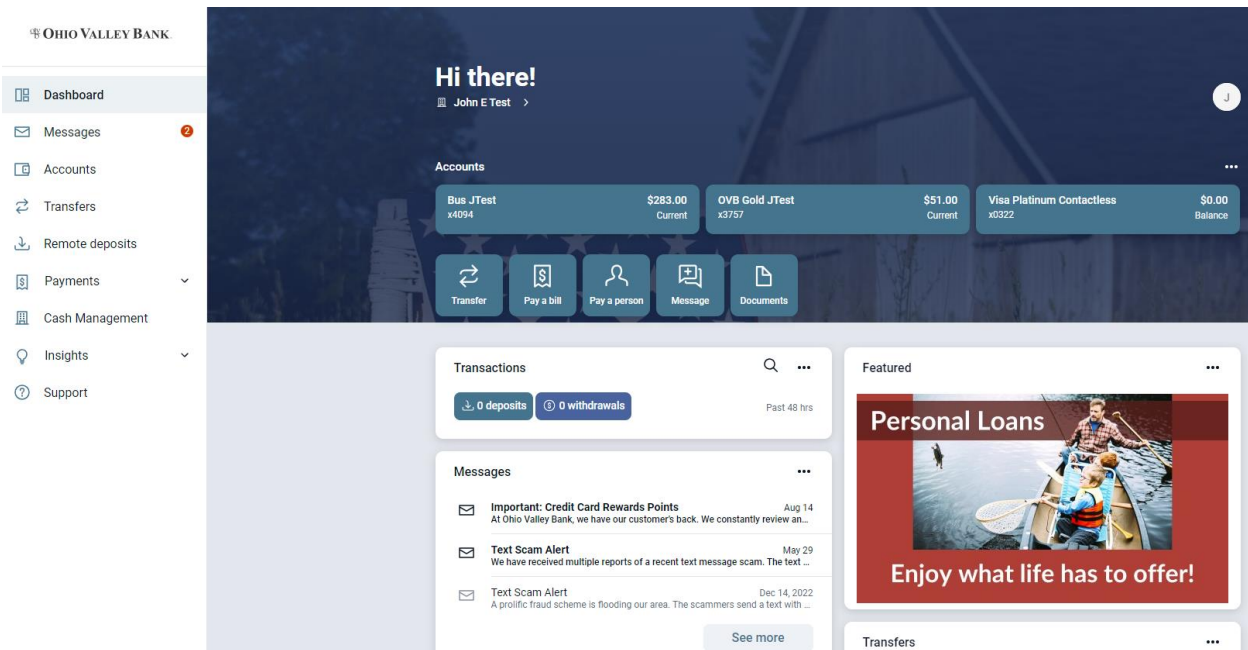 OHIO VALLEY BANK.
Dashboard
Messages
2
Accounts
Transfers
Remote deposits
Payments
Cash Management
Insights
Support
Hi there!
John E Test
J
Accounts
Bus JTest $283.00
x4094 Current
OVB Gold JTest $51.00
x3757 Current
Visa Platinum Contactless $0.00
x0322 Balance
Transfer
Pay a bill
Pay a person
Message
Documents
Transactions
0 deposits
0 withdrawals
Past 48 hrs
Messages
Important: Credit Card Rewards Points Aug 14
At Ohio Valley Bank, we have our customer's back. We constantly review an...
Text Scam Alert May 29
We have received multiple reports of a recent text message scam. The text ...
Text Scam Alert Dec 14, 2022
A prolific fraud scheme is flooding our area. The scammers send a text with ...
See more
Featured
Personal Loans
Enjoy what life has to offer!
Transfers